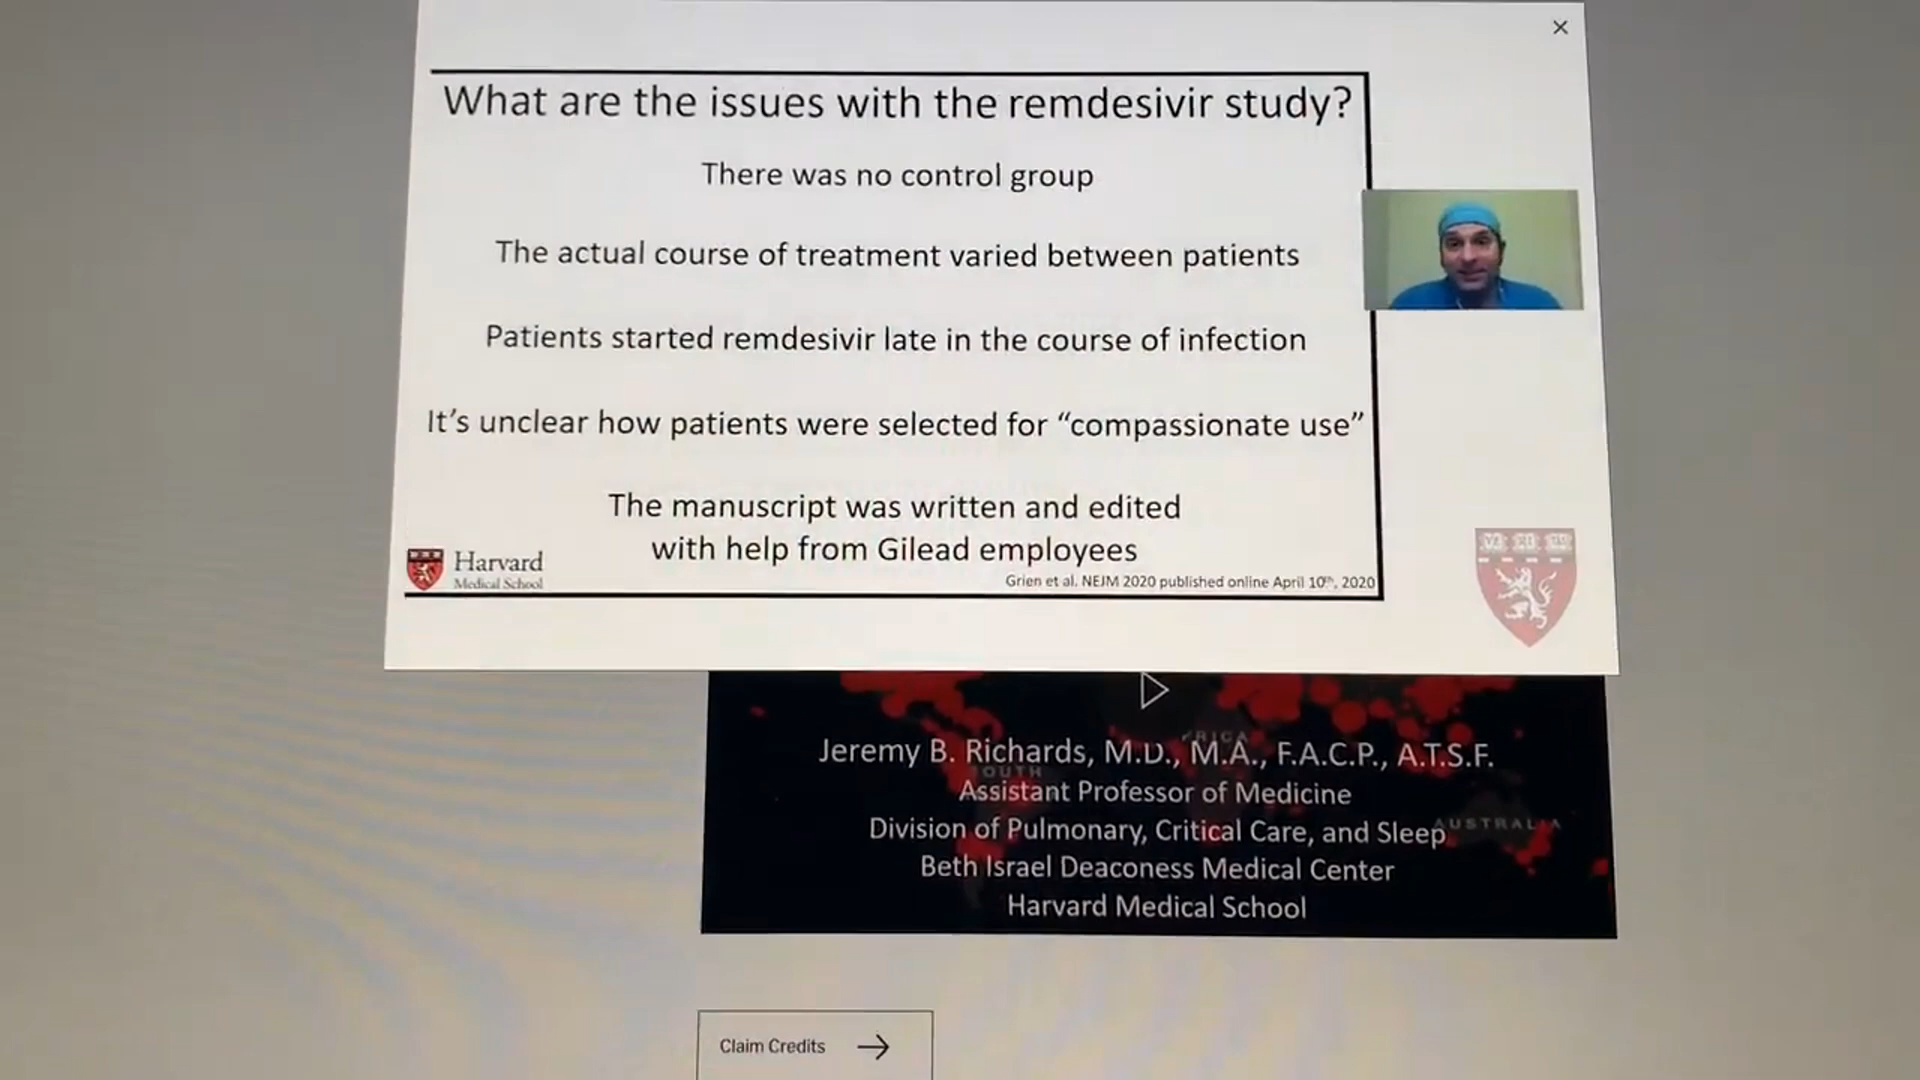 What are the issues with the remdesivir study?
There was no control group
The actual course of treatment varied between patients
Patients started remdesivir late in the course of infection
It's unclear how patients were selected for “compassionate use”
The manuscript was written and edited
with help from Gilead employees
Harvard
Medical School
Grien et al. NEJM 2020 published online April 10th, 2020
VE RI TAS
Jeremy B. Richards, M.D., M.A., F.A.C.P., A.T.S.F.
SOUTH
Assistant Professor of Medicine
Division of Pulmonary, Critical Care, and Sleep
AUSTRALIA
Beth Israel Deaconess Medical Center
Harvard Medical School
Claim Credits